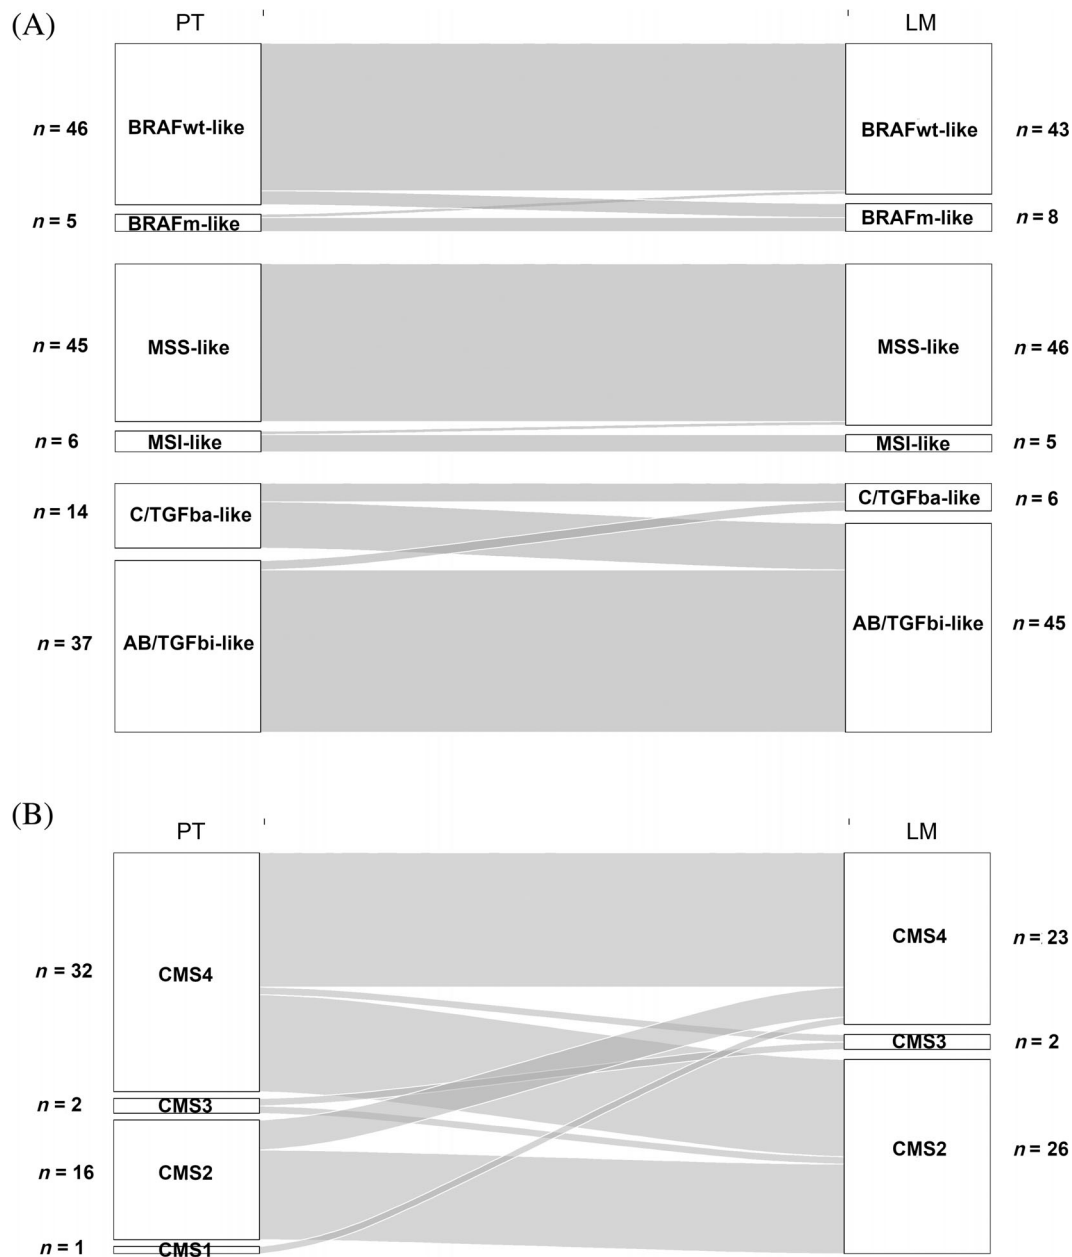 (A)
PT
LM
n = 46
BRAFwt-like
BRAFwt-like
n = 43
n = 5
BRAFm-like
BRAFm-like
n = 8
n = 45
MSS-like
MSS-like
n = 46
n = 6
MSI-like
MSI-like
n = 5
n = 14
C/TGFba-like
C/TGFba-like
n = 6
n = 37
AB/TGFbi-like
AB/TGFbi-like
n = 45
(B)
PT
LM
n = 32
CMS4
CMS4
n = 23
CMS3
n = 2
n = 2
CMS3
n = 16
CMS2
CMS2
n = 26
n = 1
CMS1